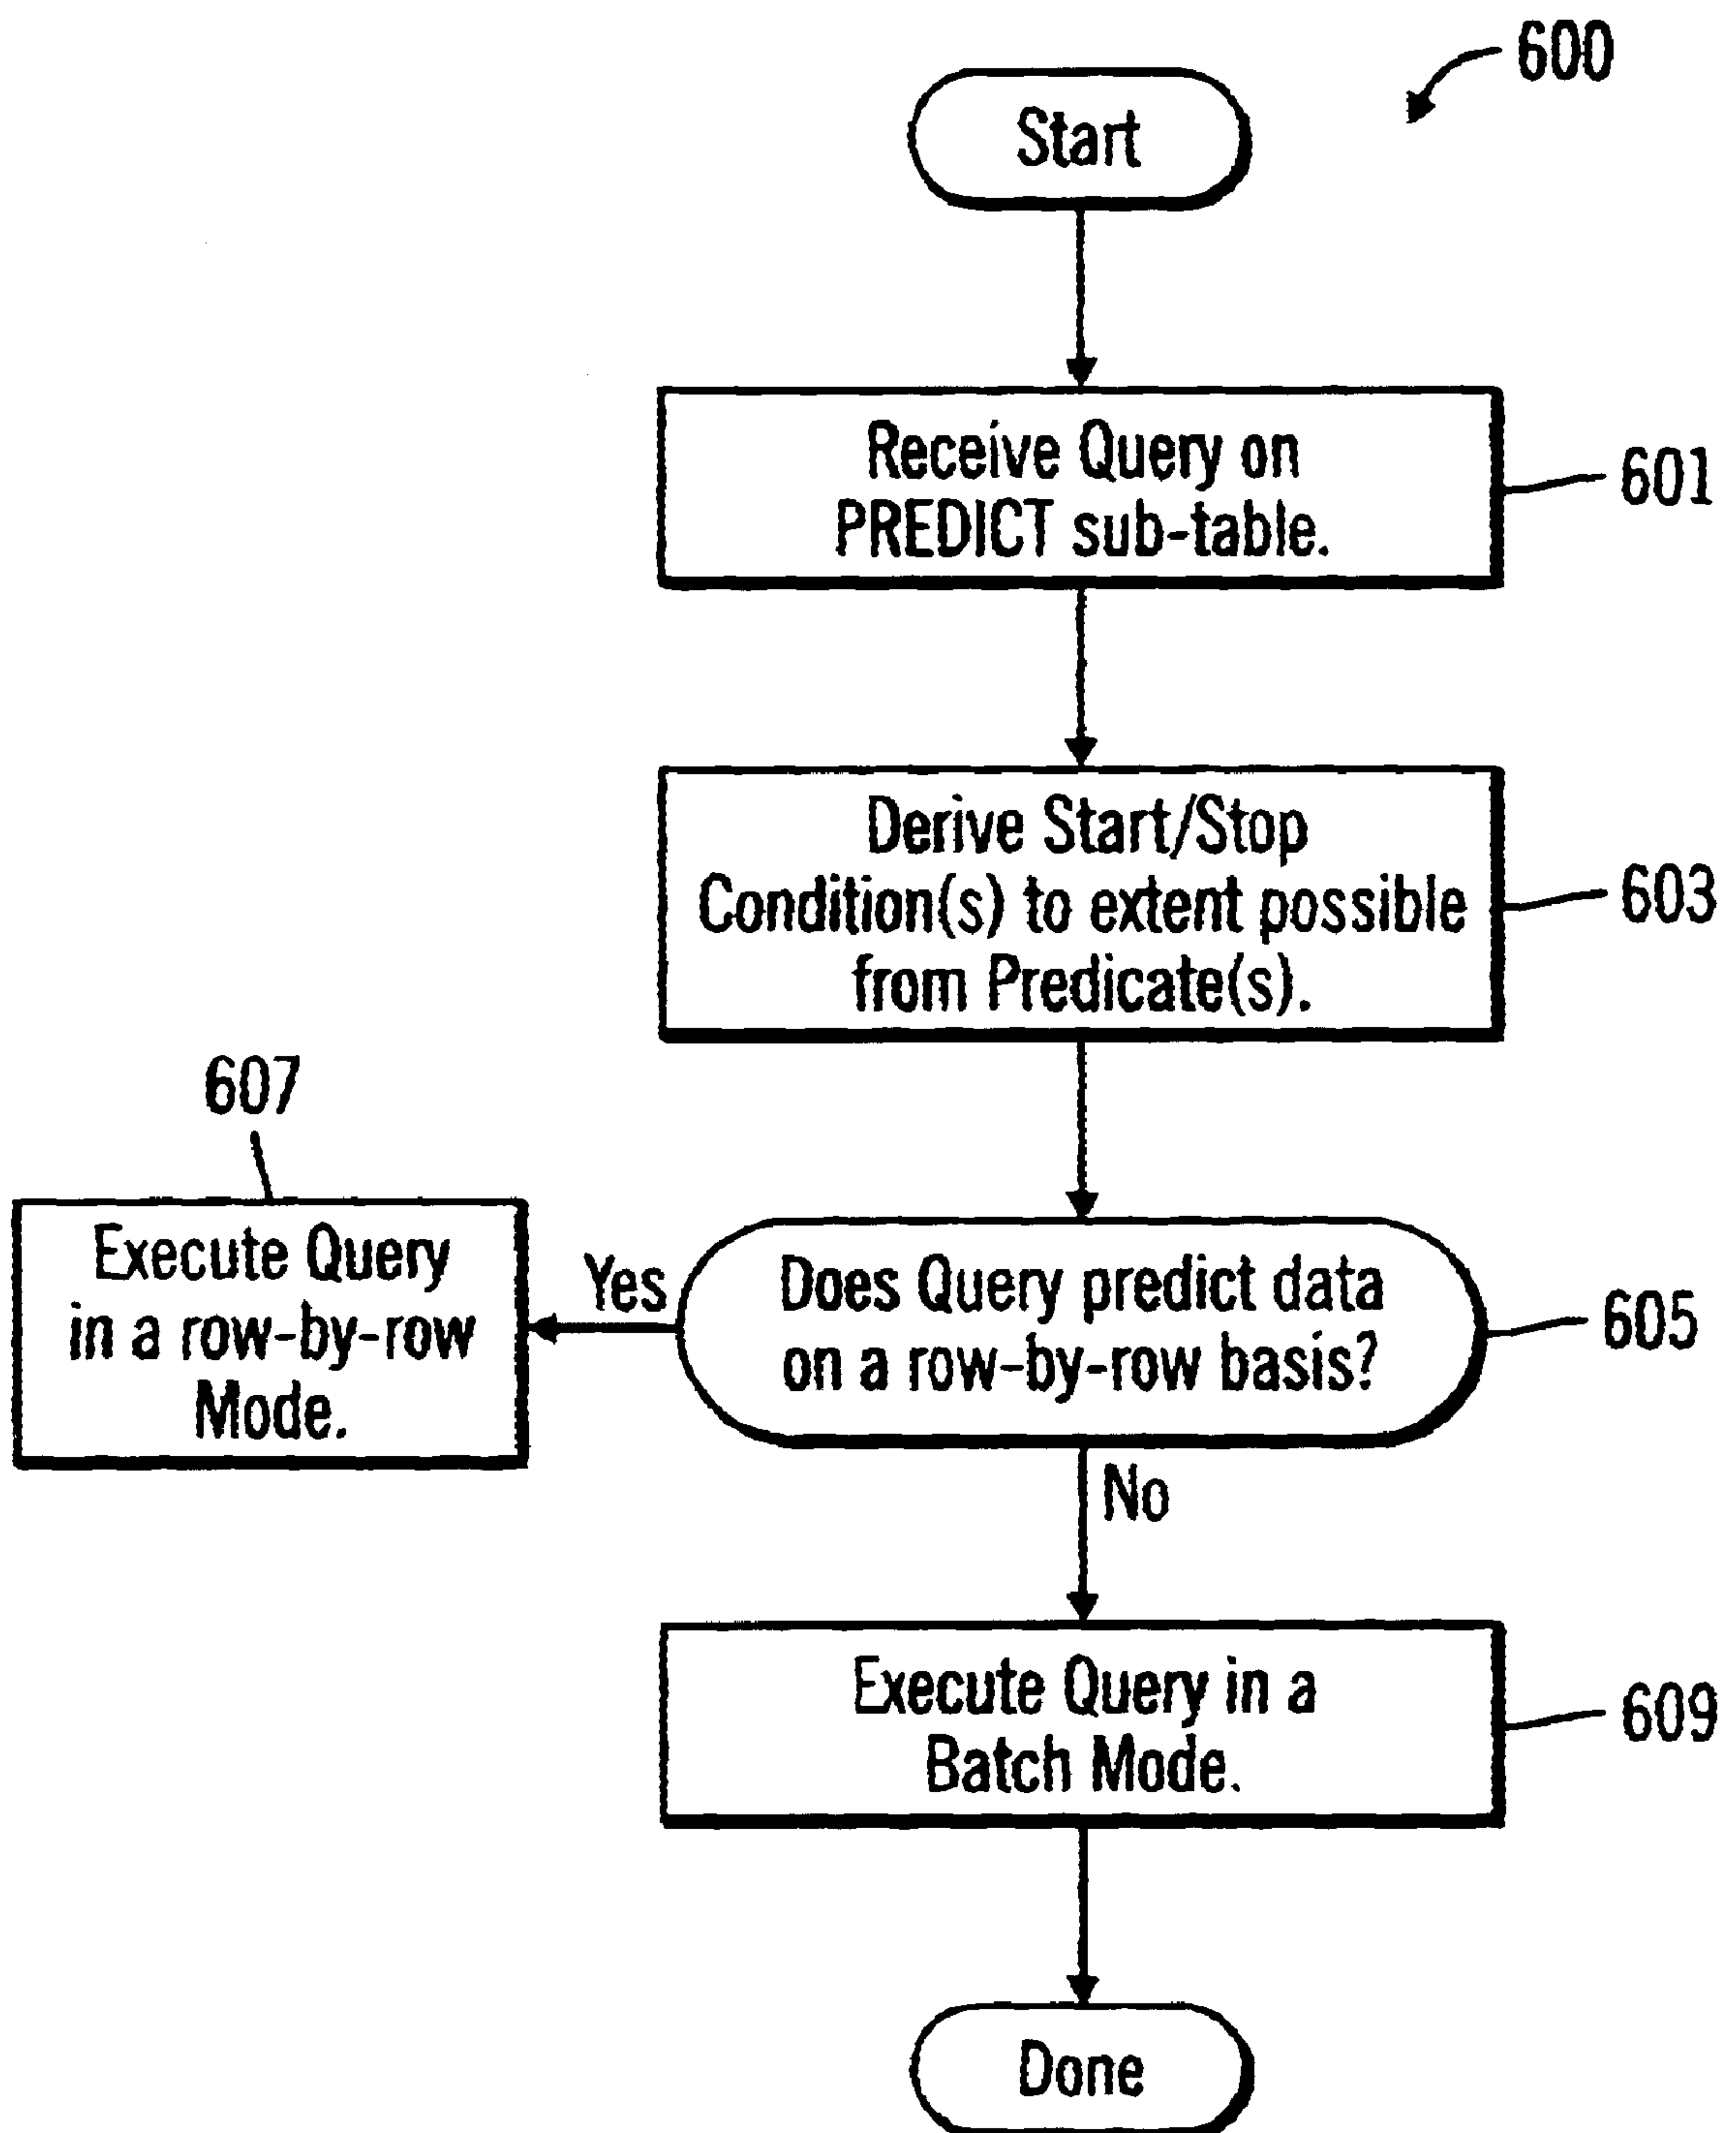 600
Start
Receive Query on
PREDICT sub-table.
601
Derive Start/Stop
Condition(s) to extent possible
from Predicate(s).
603
607
Execute Query
in a row-by-row
Mode.
Yes
Does Query predict data
on a row-by-row basis?
605
No
Execute Query in a
Batch Mode.
609
Done